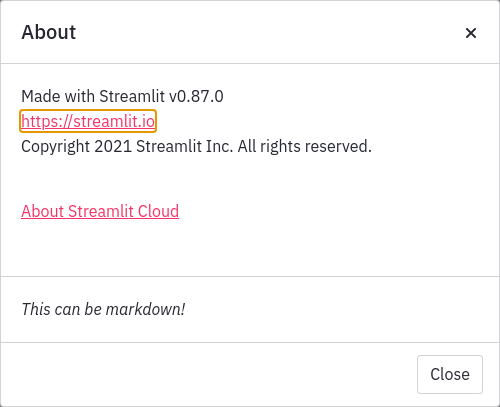 About
Made with Streamlit v0.87.0
https://streamlit.io
Copyright 2021 Streamlit Inc. All rights reserved.
About Streamlit Cloud
This can be markdown!
Close